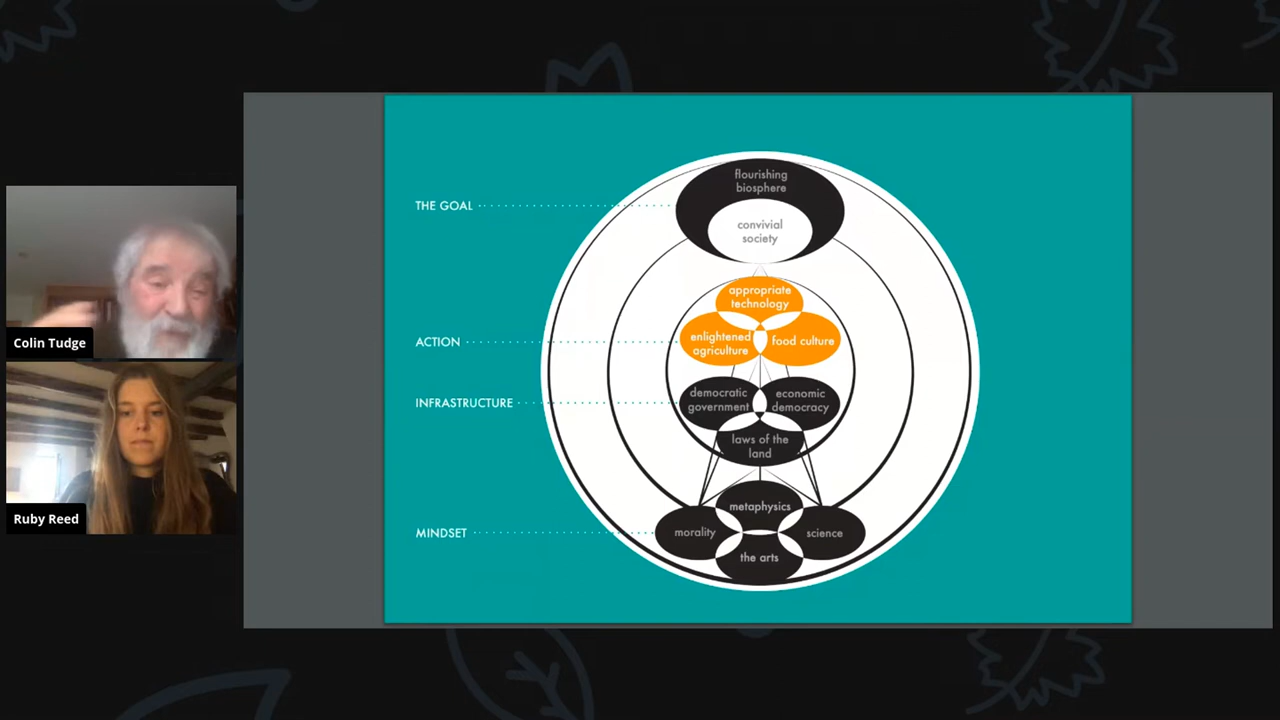 flourishing
biosphere
THE GOAL
convivial
society
appropriate
technology
ACTION
enlightened
agriculture
food culture
INFRASTRUCTURE
democratic
government
economic
democracy
laws of the
land
metaphysics
MINDSET
morality
science
the arts
Colin Tudge
Ruby Reed